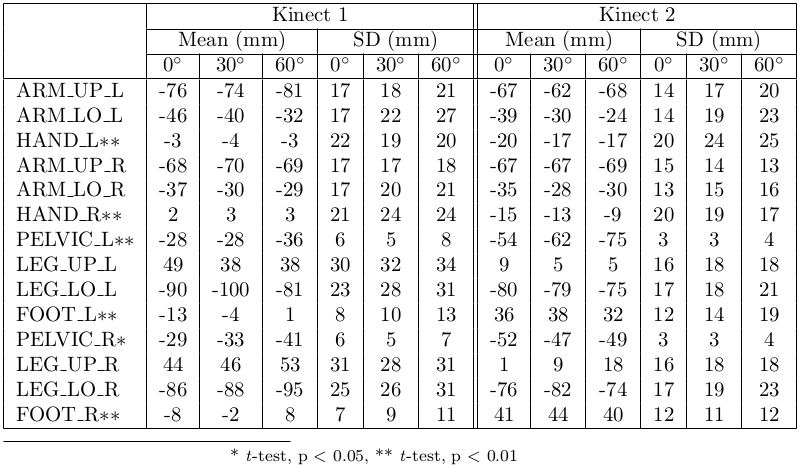 Kinect 1 Kinect 2
Mean (mm) SD (mm) Mean (mm) SD (mm)
0° 30° 60° 0° 30° 60° 0° 30° 60° 0° 30° 60°
ARM_UP_L -76 -74 -81 17 18 21 -67 -62 -68 14 17 20
ARM_LO_L -46 -40 -32 17 22 27 -39 -30 -24 14 19 23
HAND_L** -3 -4 -3 22 19 20 -20 -17 -17 20 24 25
ARM_UP_R -68 -70 -69 17 17 18 -67 -67 -69 15 14 13
ARM_LO_R -37 -30 -29 17 20 21 -35 -28 -30 13 15 16
HAND_R** 2 3 3 21 24 24 -15 -13 -9 20 19 17
PELVIC_L** -28 -28 -36 6 5 8 -54 -62 -75 3 3 4
LEG_UP_L 49 38 38 30 32 34 9 5 5 16 18 18
LEG_LO_L -90 -100 -81 23 28 31 -80 -79 -75 17 18 21
FOOT_L** -13 -4 1 8 10 13 36 38 32 12 14 19
PELVIC_R* -29 -33 -41 6 5 7 -52 -47 -49 3 3 4
LEG_UP_R 44 46 53 31 28 31 1 9 18 16 18 18
LEG_LO_R -86 -88 -95 25 26 31 -76 -82 -74 17 19 23
FOOT_R** -8 -2 8 7 9 11 41 44 40 12 11 12
* t-test, p < 0.05, ** t-test, p < 0.01